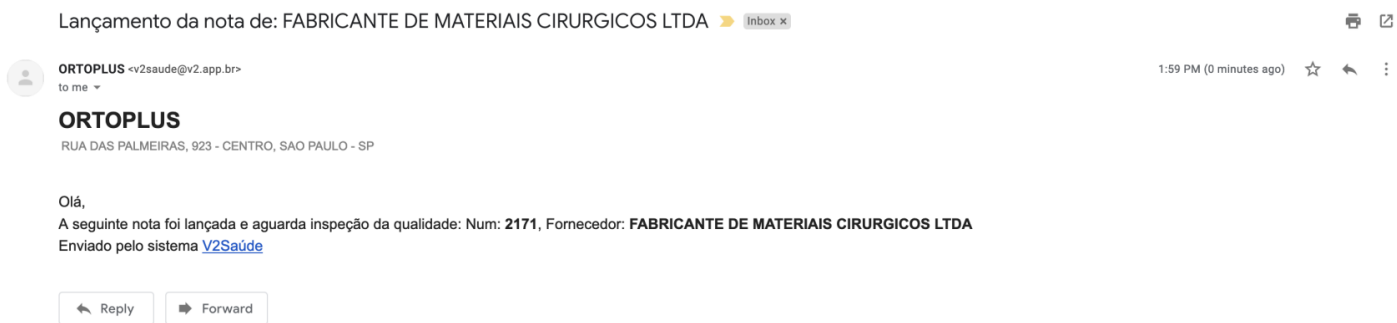 Lançamento da nota de: FABRICANTE DE MATERIAIS CIRURGICOS LTDA Inbox x
ORTOPLUS <v2saude@v2.app.br> 1:59 PM (0 minutes ago)
to me
ORTOPLUS
RUA DAS PALMEIRAS, 923 - CENTRO, SAO PAULO - SP
Olá,
A seguinte nota foi lançada e aguarda inspeção da qualidade: Num: 2171, Fornecedor: FABRICANTE DE MATERIAIS CIRURGICOS LTDA
Enviado pelo sistema V2Saúde
Reply Forward